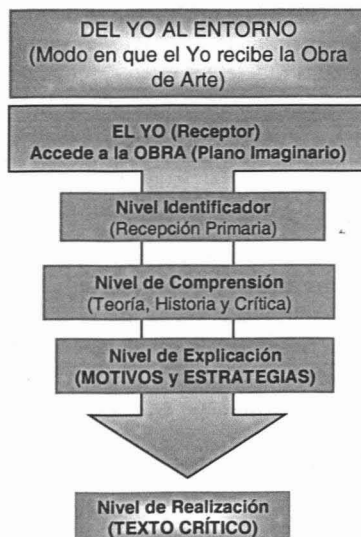 DEL YO AL ENTORNO
(Modo en que el Yo recibe la Obra
de Arte)
EL YO (Receptor)
Accede a la OBRA (Plano Imaginario)
Nivel Identificador
(Recepción Primaria)
Nivel de Comprensión
(Teoría, Historia y Crítica)
Nivel de Explicación
(MOTIVOS y ESTRATEGIAS)
Nivel de Realización
(TEXTO CRÍTICO)